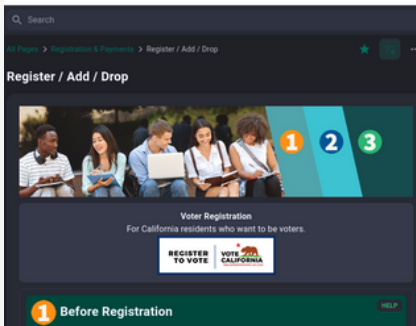 Search
All Pages > Registration & Payments > Register / Add / Drop
Register / Add / Drop
1 2 3
Voter Registration
For California residents who want to be voters.
REGISTER TO VOTE VOTE CALIFORNIA
1 Before Registration HELP